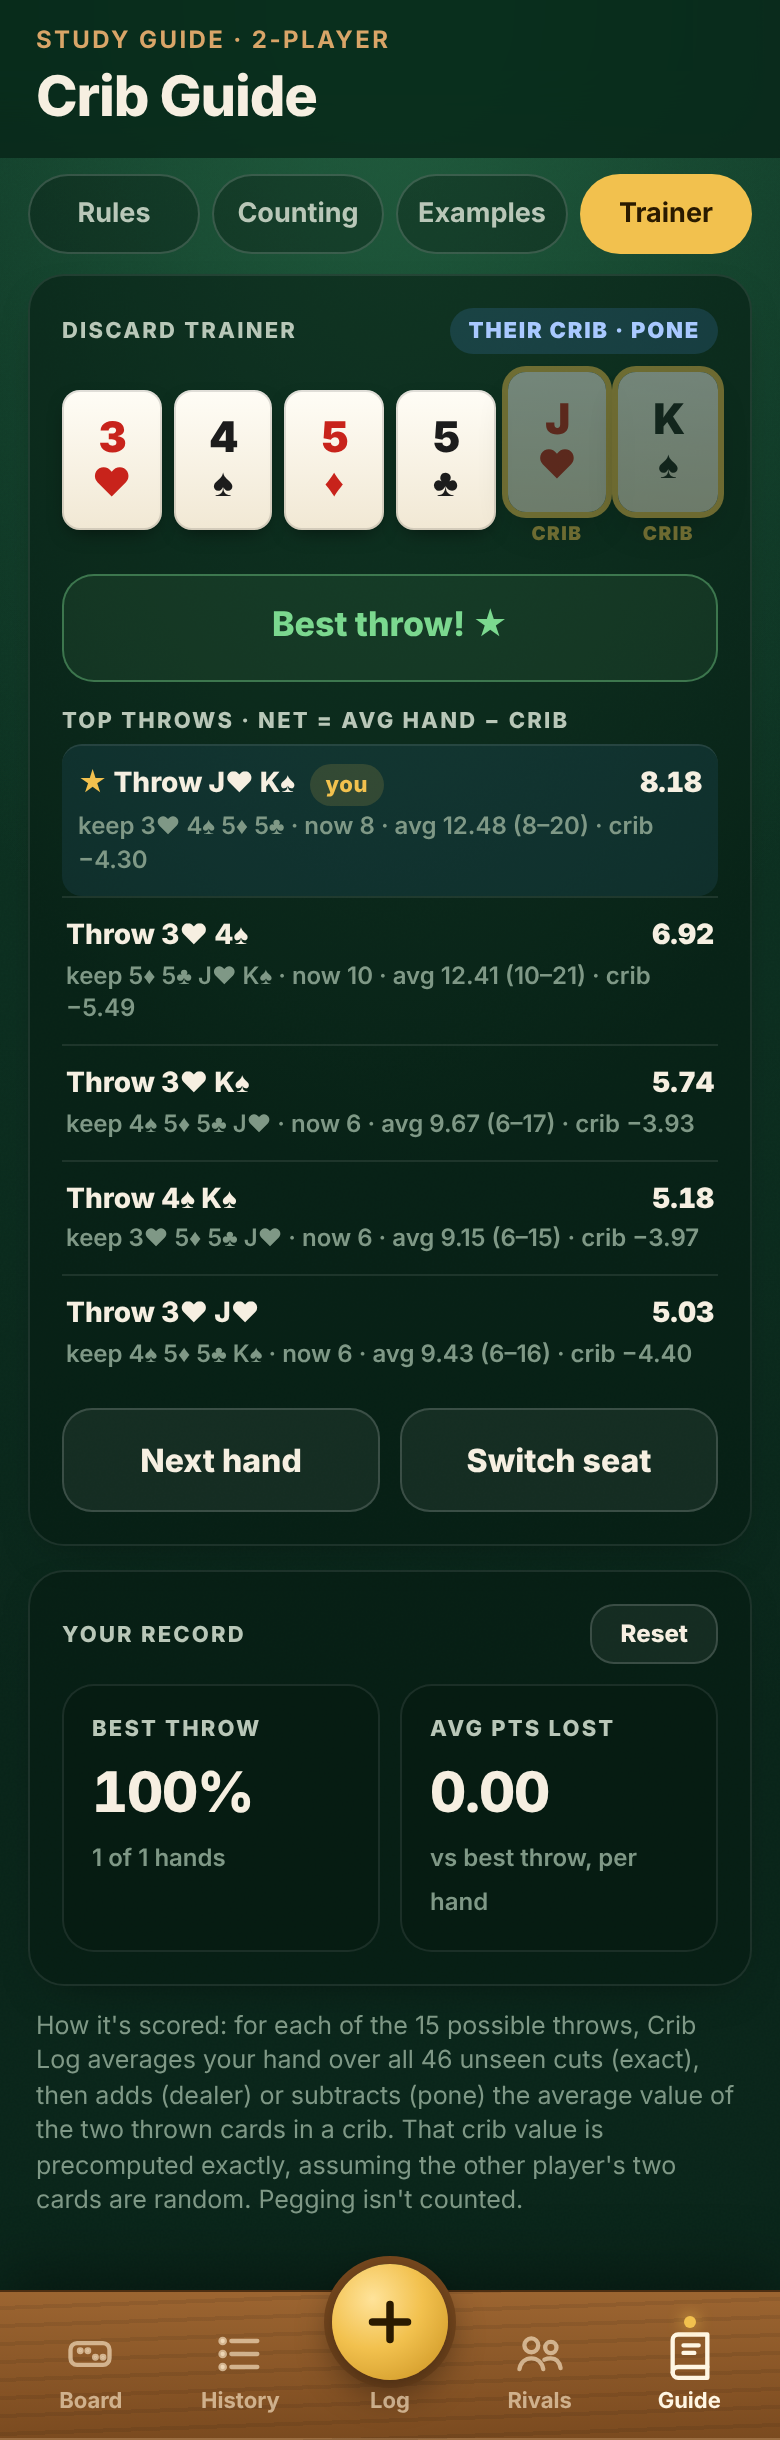 STUDY GUIDE · 2-PLAYER
Crib Guide
Rules
Counting
Examples
Trainer
DISCARD TRAINER
THEIR CRIB · PONE
3♥
4♠
5♦
5♣
J♥
K♠
CRIB
CRIB
Best throw! ★
TOP THROWS · NET = AVG HAND − CRIB
★ Throw J♥ K♠ you 8.18
keep 3♥ 4♠ 5♦ 5♣ · now 8 · avg 12.48 (8–20) · crib
−4.30
Throw 3♥ 4♠ 6.92
keep 5♦ 5♣ J♥ K♠ · now 10 · avg 12.41 (10–21) · crib
−5.49
Throw 3♥ K♠ 5.74
keep 4♠ 5♦ 5♣ J♥ · now 6 · avg 9.67 (6–17) · crib −3.93
Throw 4♠ K♠ 5.18
keep 3♥ 5♦ 5♣ J♥ · now 6 · avg 9.15 (6–15) · crib −3.97
Throw 3♥ J♥ 5.03
keep 4♠ 5♦ 5♣ K♠ · now 6 · avg 9.43 (6–16) · crib −4.40
Next hand
Switch seat
YOUR RECORD
Reset
BEST THROW
100%
1 of 1 hands
AVG PTS LOST
0.00
vs best throw, per
hand
How it's scored: for each of the 15 possible throws, Crib
Log averages your hand over all 46 unseen cuts (exact),
then adds (dealer) or subtracts (pone) the average value of
the two thrown cards in a crib. That crib value is
precomputed exactly, assuming the other player's two
cards are random. Pegging isn't counted.
Board
History
Log
Rivals
Guide